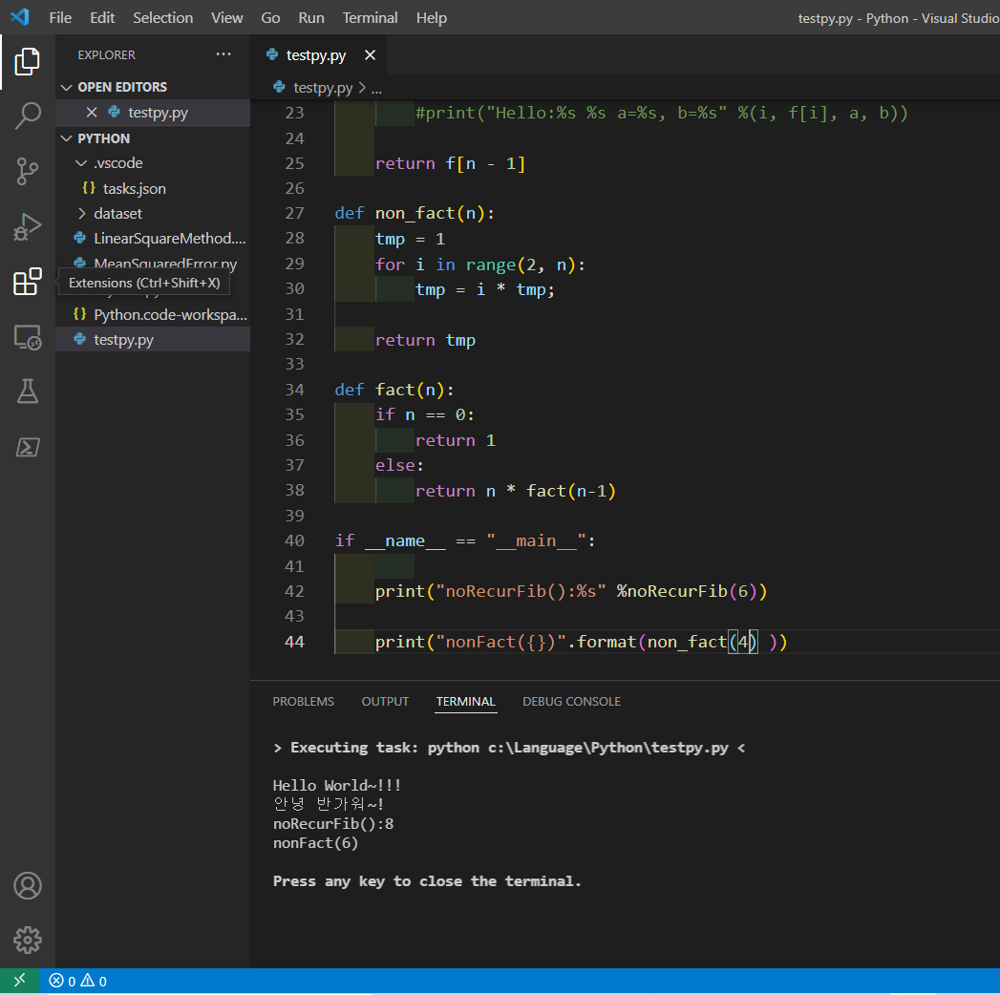 File Edit Selection View Go Run Terminal Help
testpy.py - Python - Visual Studio
EXPLORER ···
OPEN EDITORS
testpy.py
PYTHON
.vscode
{} tasks.json
dataset
LinearSquareMethod....
MeanSquaredError.py
Extensions (Ctrl+Shift+X)
{} Python.code-workspa...
testpy.py
testpy.py
testpy.py > ...
23 #print("Hello:%s %s a=%s, b=%s" %(i, f[i], a, b))
24
25 return f[n - 1]
26
27 def non_fact(n):
28 tmp = 1
29 for i in range(2, n):
30 tmp = i * tmp;
31
32 return tmp
33
34 def fact(n):
35 if n == 0:
36 return 1
37 else:
38 return n * fact(n-1)
39
40 if __name__ == "__main__":
41
42 print("noRecurFib():%s" %noRecurFib(6))
43
44 print("nonFact({})".format(non_fact(4) ))
PROBLEMS OUTPUT TERMINAL DEBUG CONSOLE
> Executing task: python c:\Language\Python\testpy.py <
Hello World~!!!
안녕 반가워~!
noRecurFib():8
nonFact(6)
Press any key to close the terminal.
0 0